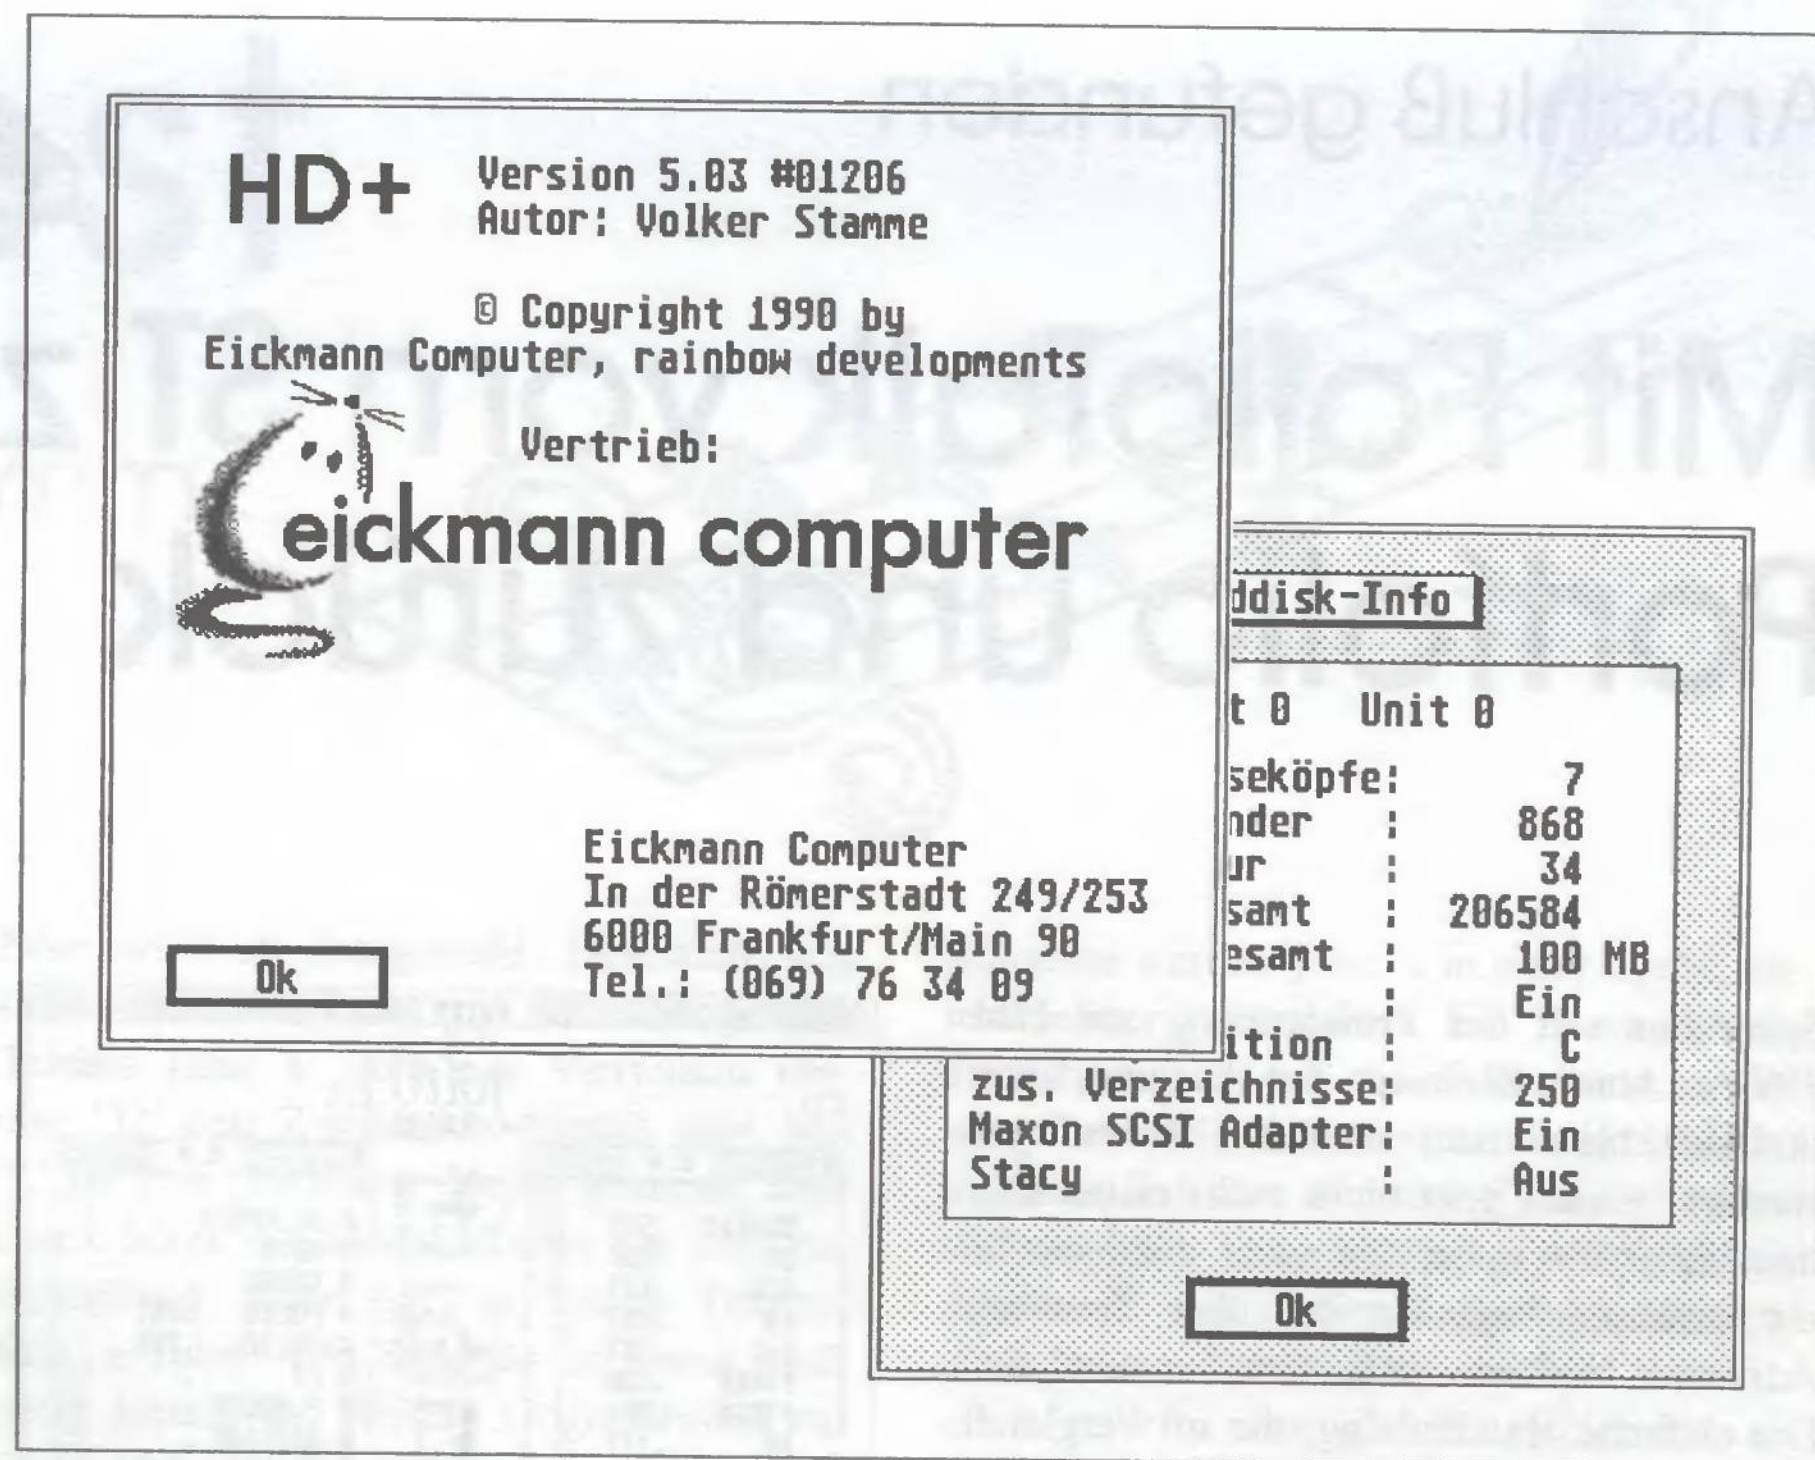 HD+
Version 5.03 #01206
Autor: Volker Stamme
© Copyright 1990 by
Eickmann Computer, rainbow developments
Vertrieb:
eickmann computer
Eickmann Computer
In der Römerstadt 249/253
6000 Frankfurt/Main 90
Tel.: (069) 76 34 09
Ok
ddisk-Info
t 0 Unit 0
seköpfe: 7
nder : 868
ur : 34
samt : 206584
esamt : 100 MB
: Ein
ition : C
zus. Verzeichnisse: 250
Maxon SCSI Adapter: Ein
Stacy : Aus
Ok